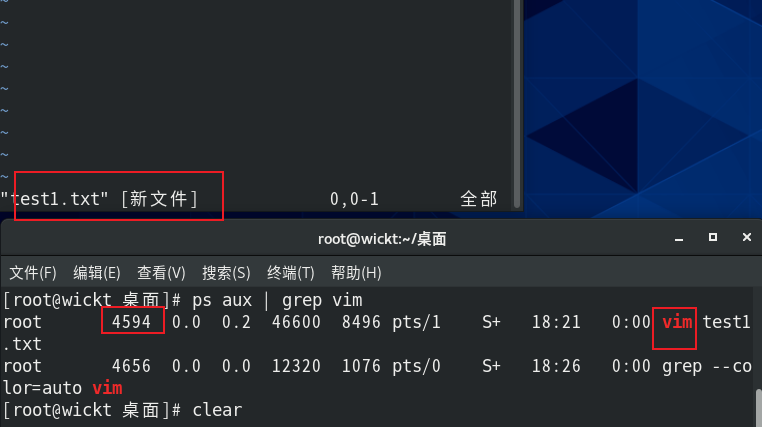 ~
~
~
~
~
~
~
~
~
"test1.txt" [新文件] 0,0-1 全部
root@wickt:~/桌面
文件(F) 编辑(E) 查看(V) 搜索(S) 终端(T) 帮助(H)
[root@wickt 桌面]# ps aux | grep vim
root 4594 0.0 0.2 46600 8496 pts/1 S+ 18:21 0:00 vim test1
.txt
root 4656 0.0 0.0 12320 1076 pts/0 S+ 18:26 0:00 grep --co
lor=auto vim
[root@wickt 桌面]# clear